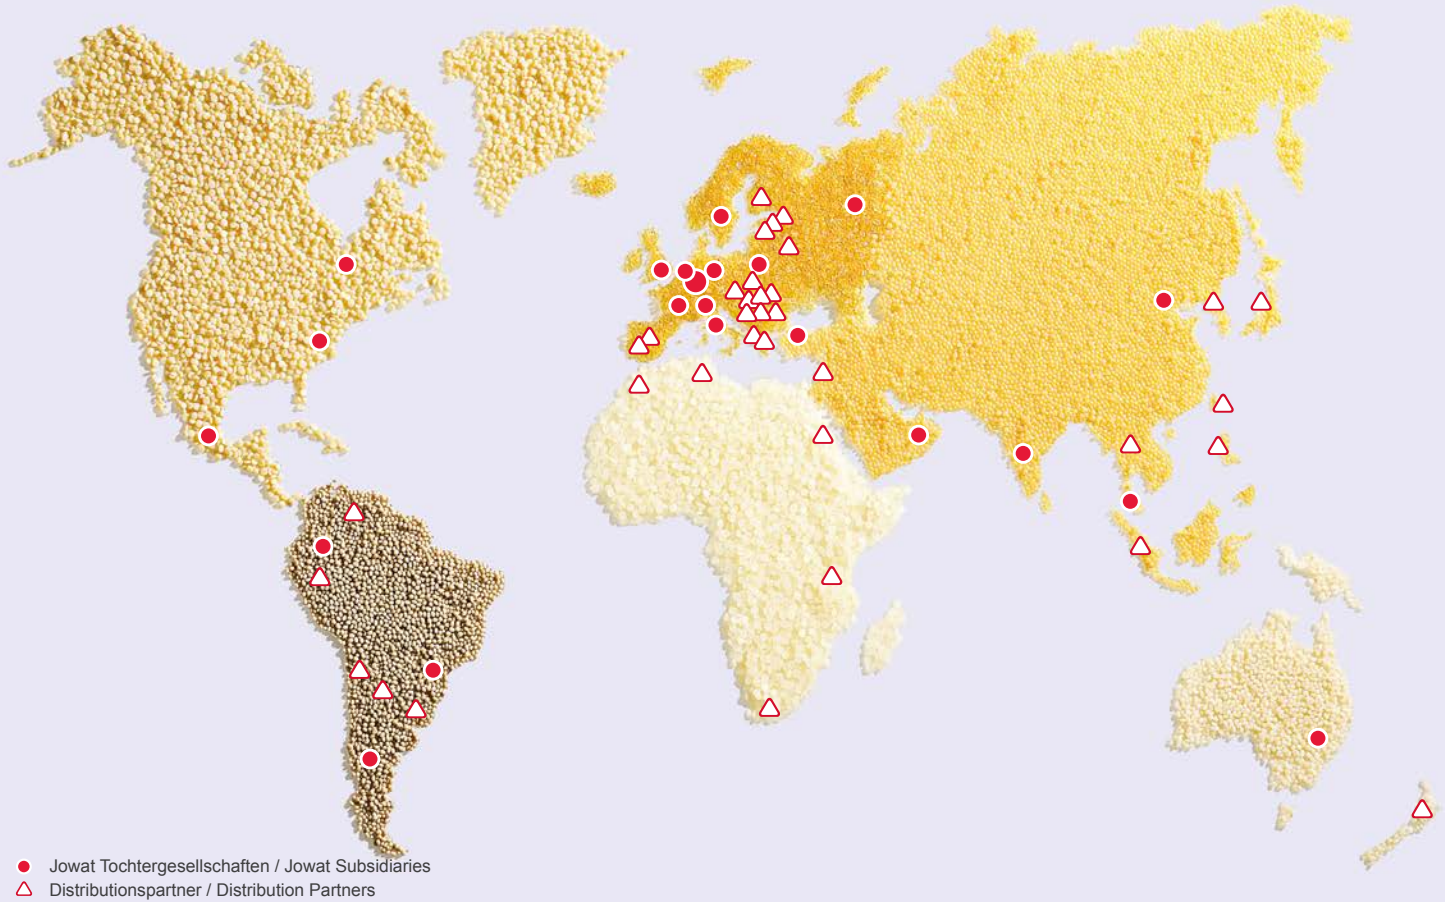 Jowat Tochtergesellschaften / Jowat Subsidiaries
Distributionspartner / Distribution Partners